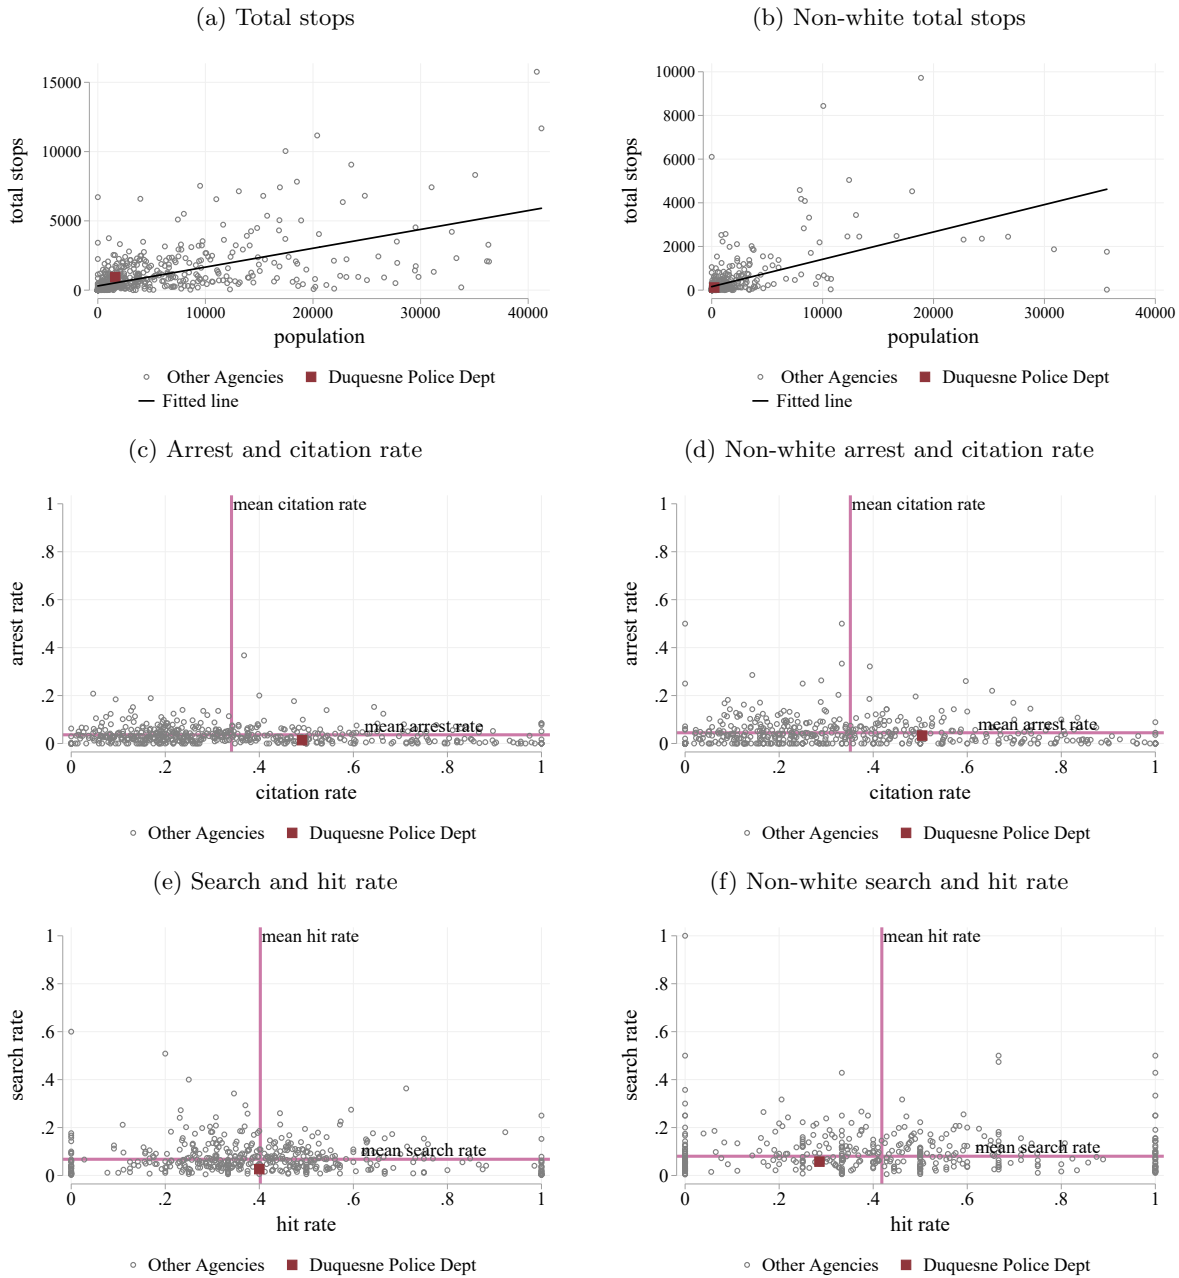 (a) Total stops
(b) Non-white total stops
total stops
15000
10000
5000
0
0 10000 20000 30000 40000
population
Other Agencies Duquesne Police Dept
Fitted line
total stops
10000
8000
6000
4000
2000
0
0 10000 20000 30000 40000
population
Other Agencies Duquesne Police Dept
Fitted line
(c) Arrest and citation rate
(d) Non-white arrest and citation rate
arrest rate
1
.8
.6
.4
.2
0
mean citation rate
mean arrest rate
0 .2 .4 .6 .8 1
citation rate
Other Agencies Duquesne Police Dept
arrest rate
1
.8
.6
.4
.2
0
mean citation rate
mean arrest rate
0 .2 .4 .6 .8 1
citation rate
Other Agencies Duquesne Police Dept
(e) Search and hit rate
(f) Non-white search and hit rate
search rate
1
.8
.6
.4
.2
0
mean hit rate
mean search rate
0 .2 .4 .6 .8 1
hit rate
Other Agencies Duquesne Police Dept
search rate
1
.8
.6
.4
.2
0
mean hit rate
mean search rate
0 .2 .4 .6 .8 1
hit rate
Other Agencies Duquesne Police Dept